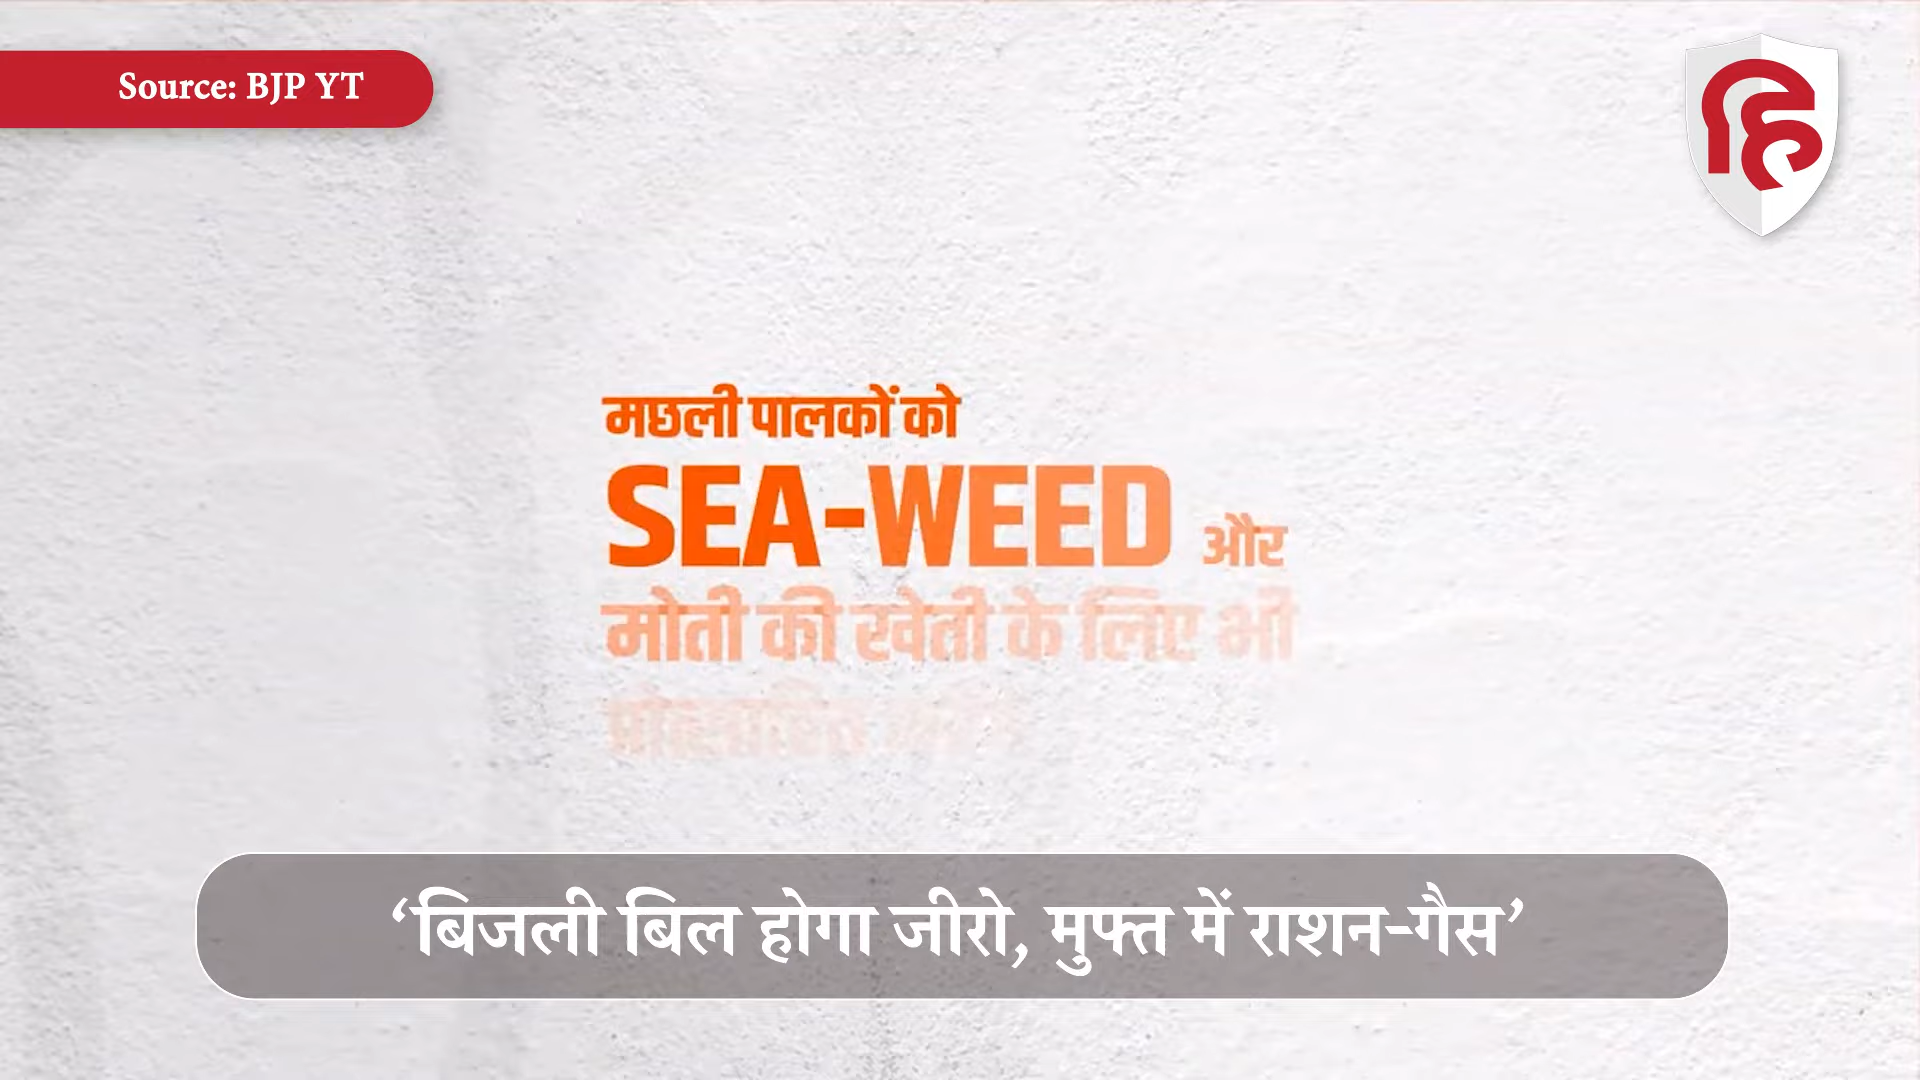 Source: BJP YT
हि
मछली पालकों को
SEA-WEED और
मोती की खेती के लिए भी
‘बिजली बिल होगा जीरो, मुफ्त में राशन-गैस’